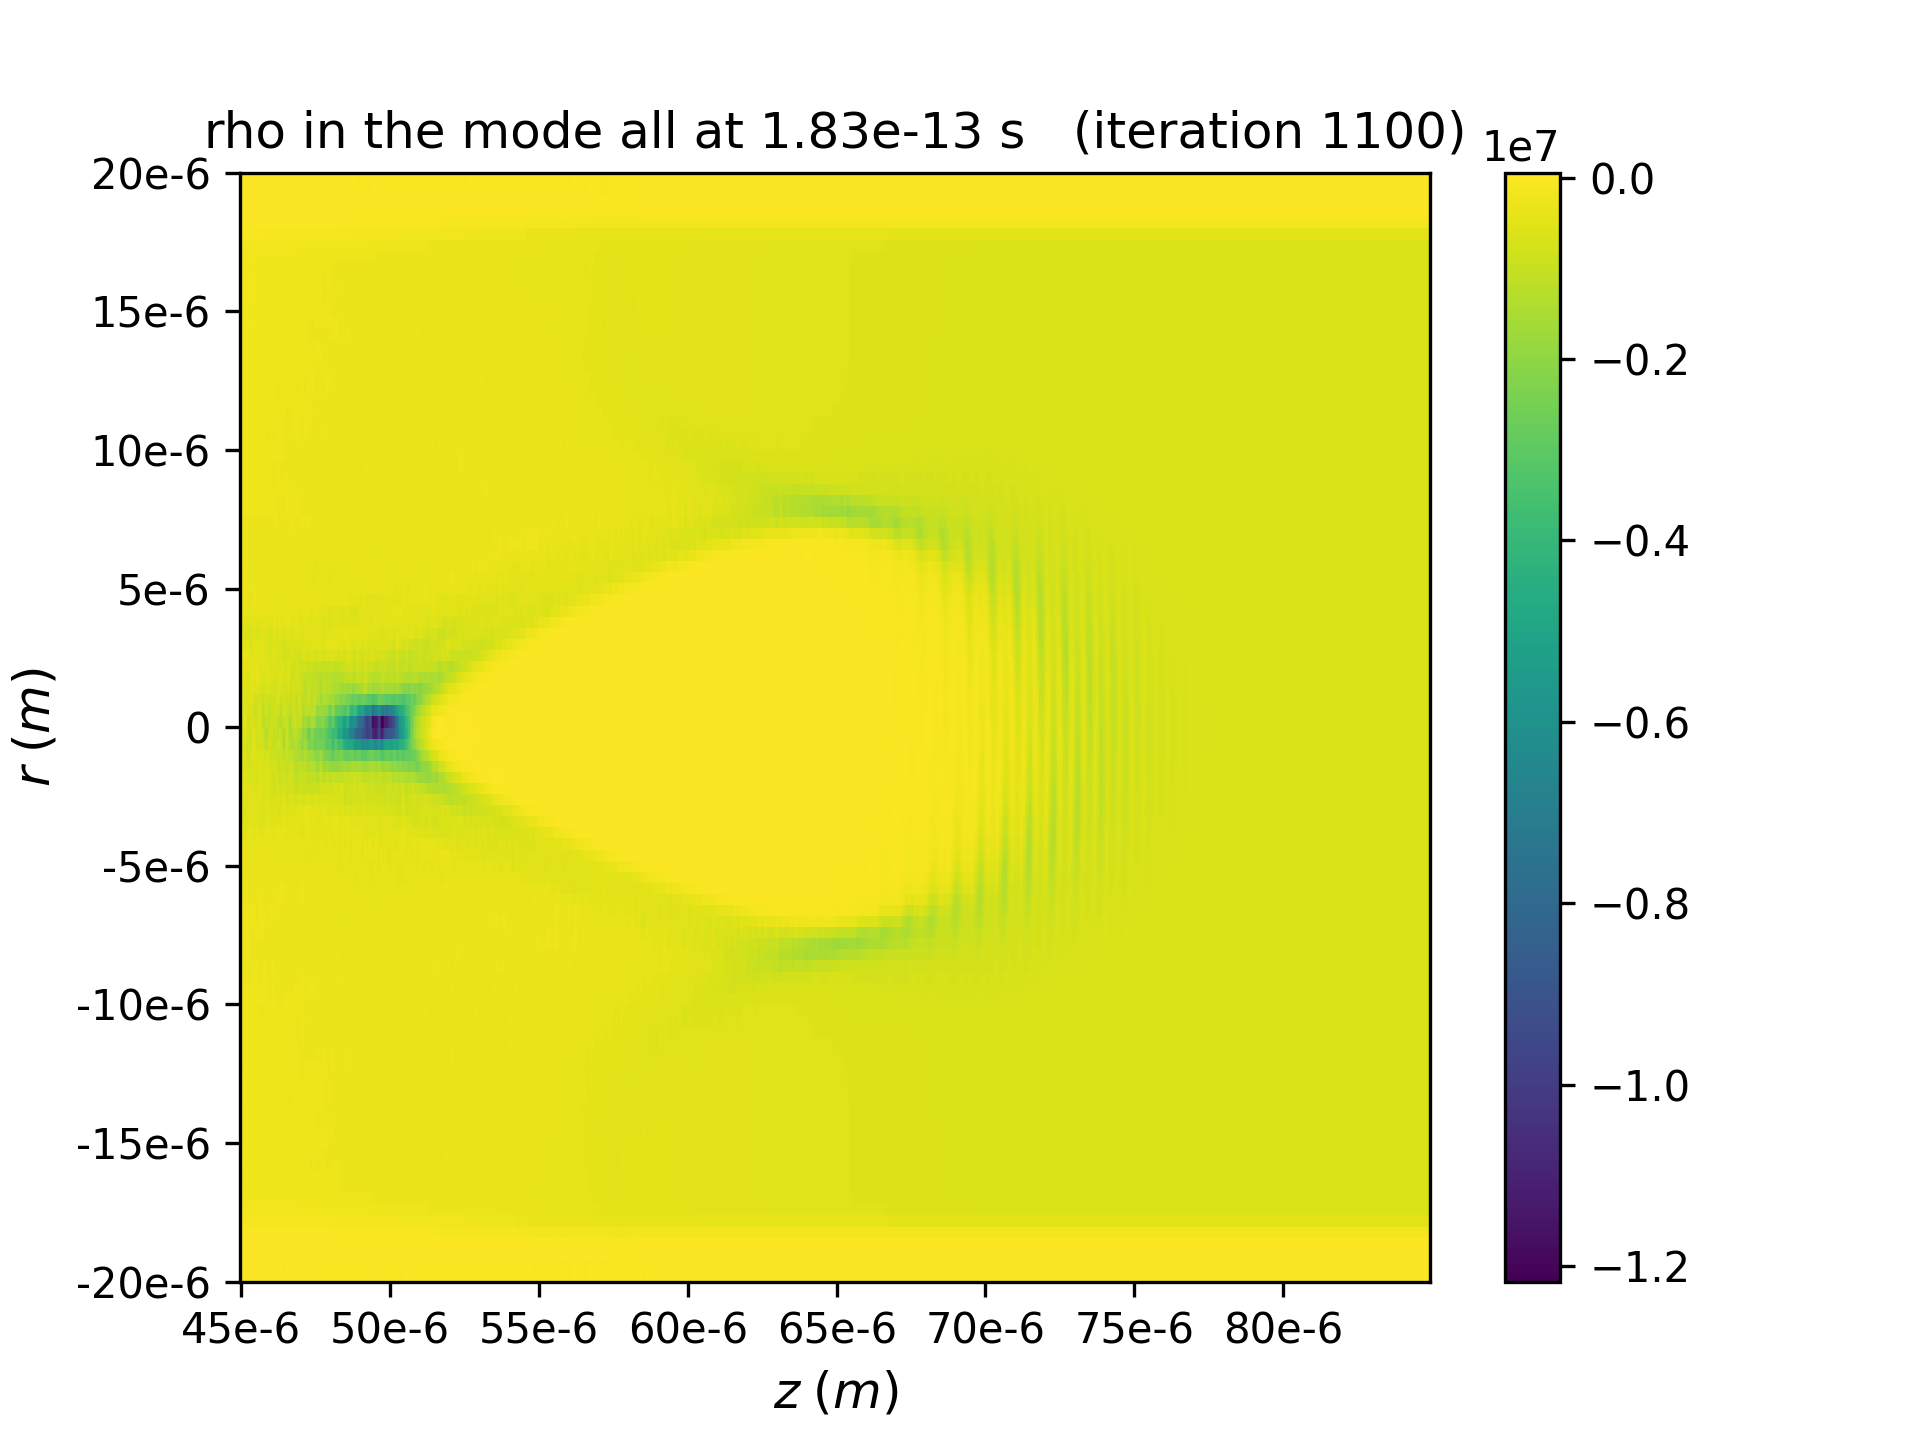 rho in the mode all at 1.83e-13 s   (iteration 1100)
1e7
20e-6
15e-6
10e-6
5e-6
0
-5e-6
-10e-6
-15e-6
-20e-6
r (m)
45e-6 50e-6 55e-6 60e-6 65e-6 70e-6 75e-6 80e-6
z (m)
0.0
−0.2
−0.4
−0.6
−0.8
−1.0
−1.2